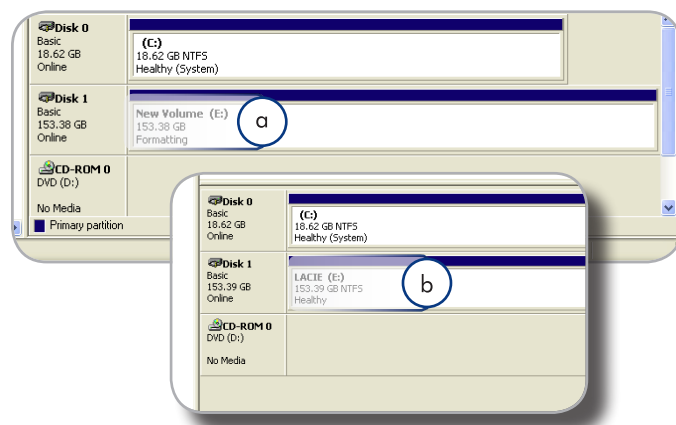 Disk 0
Basic
18.62 GB
Online
(C:)
18.62 GB NTFS
Healthy (System)
Disk 1
Basic
153.38 GB
Online
New Volume (E:)
153.38 GB
Formatting
a
CD-ROM 0
DVD (D:)
No Media
Primary partition
Disk 0
Basic
18.62 GB
Online
(C:)
18.62 GB NTFS
Healthy (System)
Disk 1
Basic
153.39 GB
Online
LACIE (E:)
153.39 GB NTFS
Healthy
b
CD-ROM 0
DVD (D:)
No Media